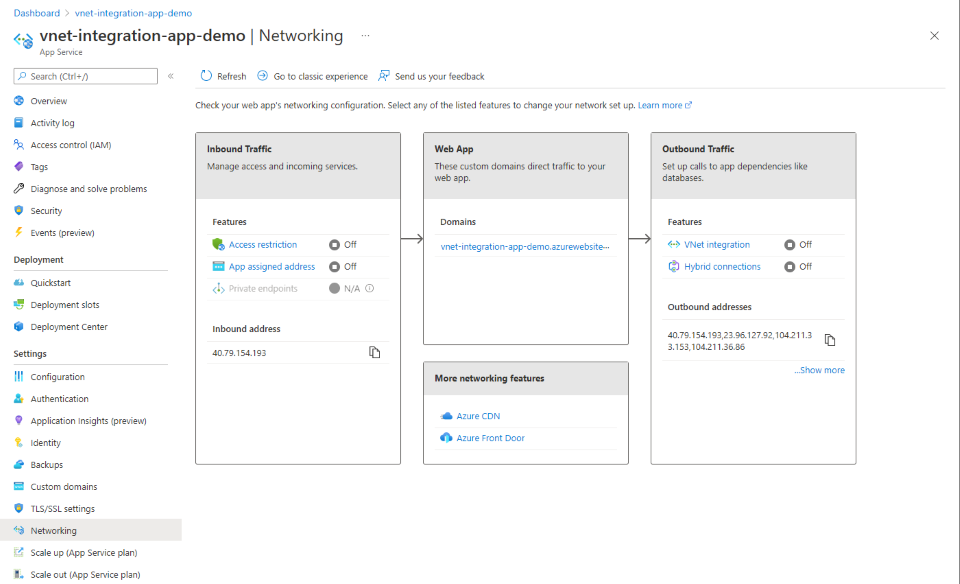 Dashboard > vnet-integration-app-demo
vnet-integration-app-demo | Networking ...
App Service
Search (Ctrl+/)
«
Overview
Activity log
Access control (IAM)
Tags
Diagnose and solve problems
Security
Events (preview)
Deployment
Quickstart
Deployment slots
Deployment Center
Settings
Configuration
Authentication
Application Insights (preview)
Identity
Backups
Custom domains
TLS/SSL settings
Networking
Scale up (App Service plan)
Scale out (App Service plan)
Refresh Go to classic experience Send us your feedback
Check your web app's networking configuration. Select any of the listed features to change your network set up. Learn more
Inbound Traffic
Manage access and incoming services.
Features
Access restriction Off
App assigned address Off
Private endpoints N/A
Inbound address
40.79.154.193
Web App
These custom domains direct traffic to your
web app.
Domains
vnet-integration-app-demo.azurewebsite...
More networking features
Azure CDN
Azure Front Door
Outbound Traffic
Set up calls to app dependencies like
databases.
Features
VNet integration Off
Hybrid connections Off
Outbound addresses
40.79.154.193,23.96.127.92,104.211.3
3.153,104.211.36.86
...Show more